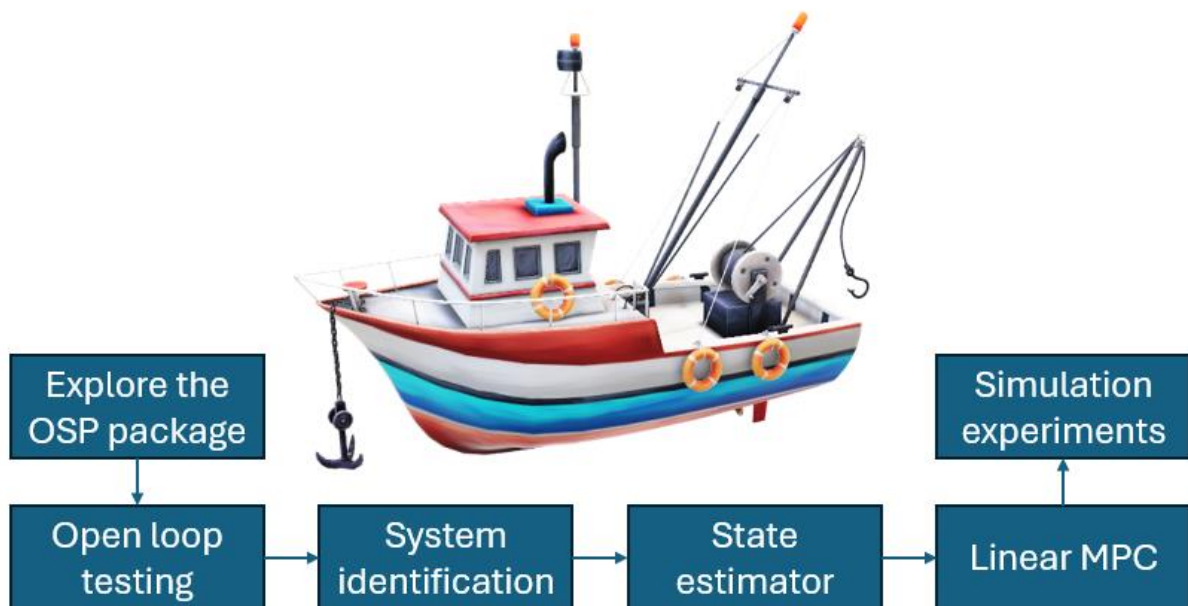 Explore the
OSP package
Open loop
testing
System
identification
State
estimator
Linear MPC
Simulation
experiments